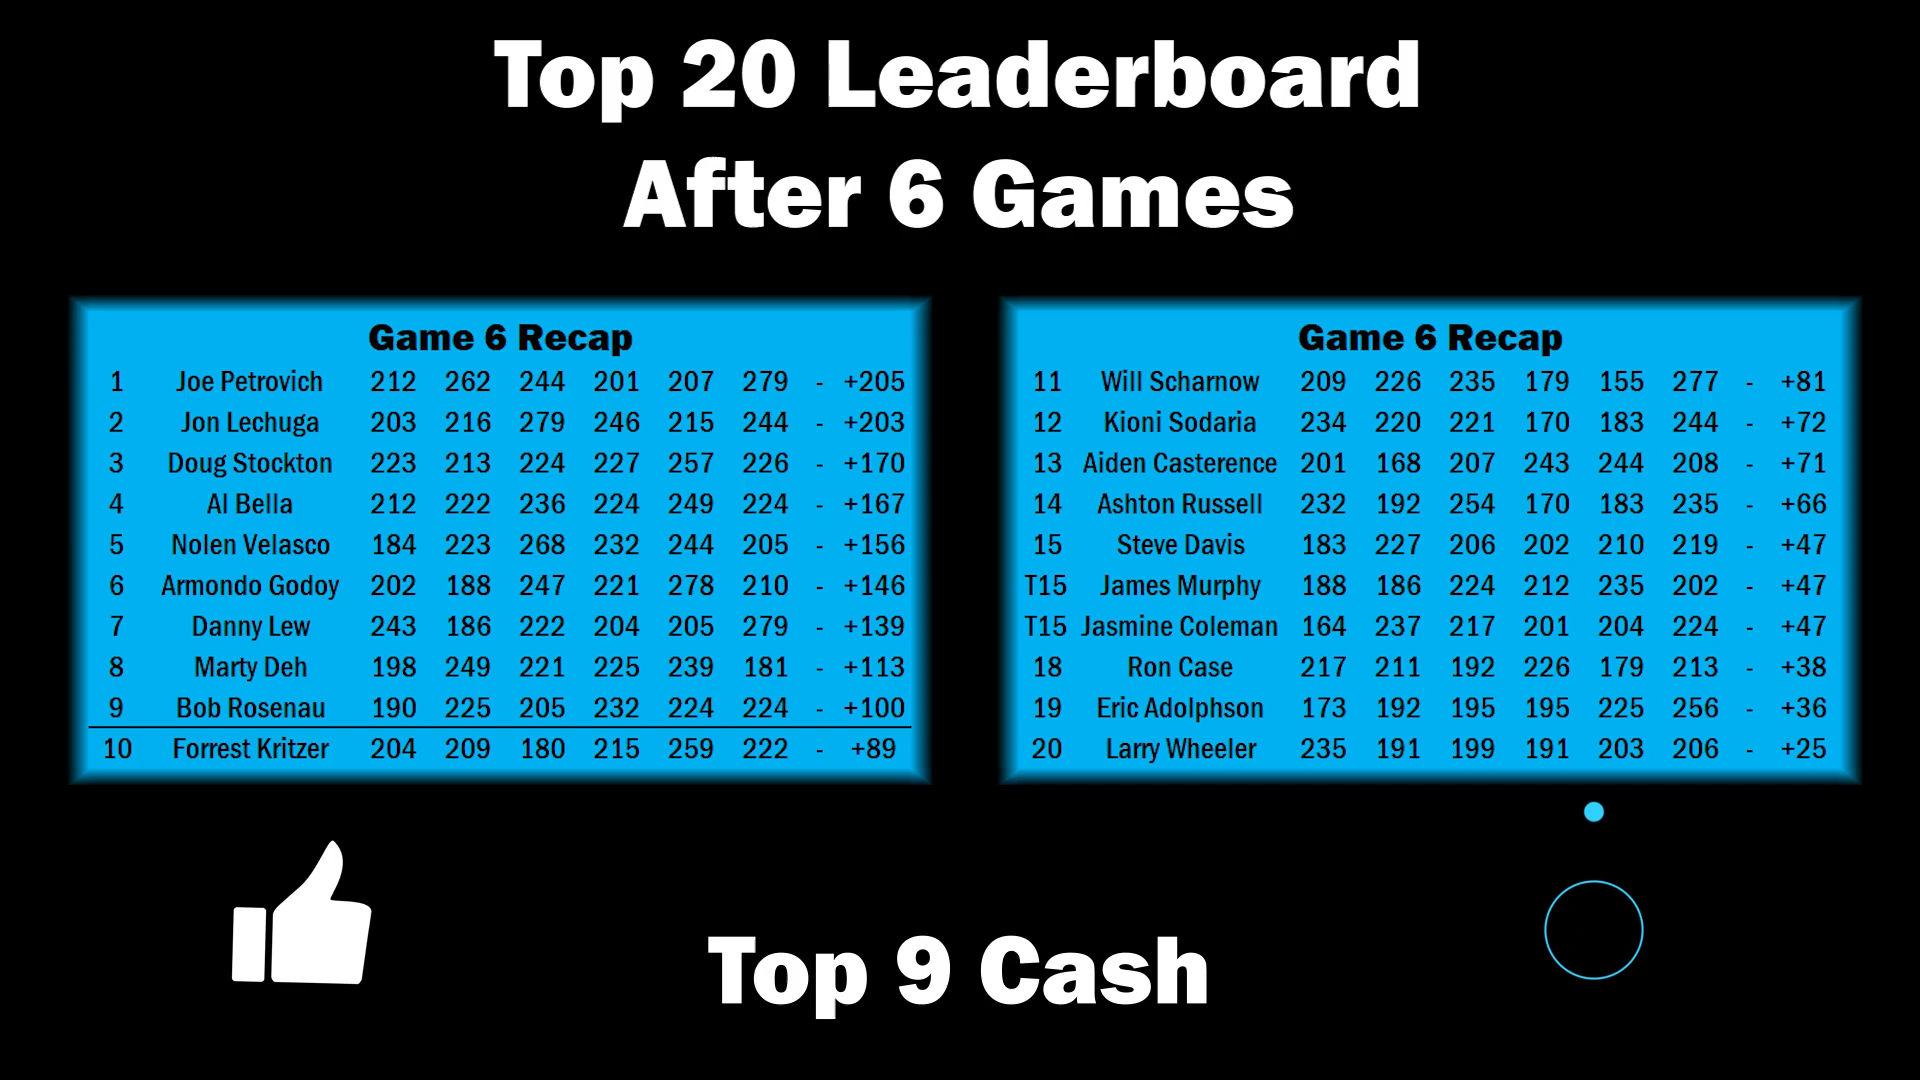 Top 20 Leaderboard
After 6 Games
Game 6 Recap
1 Joe Petrovich 212 262 244 201 207 279 - +205
2 Jon Lechuga 203 216 279 246 215 244 - +203
3 Doug Stockton 223 213 224 227 257 226 - +170
4 Al Bella 212 222 236 224 249 224 - +167
5 Nolen Velasco 184 223 268 232 244 205 - +156
6 Armondo Godoy 202 188 247 221 278 210 - +146
7 Danny Lew 243 186 222 204 205 279 - +139
8 Marty Deh 198 249 221 225 239 181 - +113
9 Bob Rosenau 190 225 205 232 224 224 - +100
10 Forrest Kritzer 204 209 180 215 259 222 - +89
Game 6 Recap
11 Will Scharnow 209 226 235 179 155 277 - +81
12 Kioni Sodaria 234 220 221 170 183 244 - +72
13 Aiden Casterence 201 168 207 243 244 208 - +71
14 Ashton Russell 232 192 254 170 183 235 - +66
15 Steve Davis 183 227 206 202 210 219 - +47
T15 James Murphy 188 186 224 212 235 202 - +47
T15 Jasmine Coleman 164 237 217 201 204 224 - +47
18 Ron Case 217 211 192 226 179 213 - +38
19 Eric Adolphson 173 192 195 195 225 256 - +36
20 Larry Wheeler 235 191 199 191 203 206 - +25
Top 9 Cash